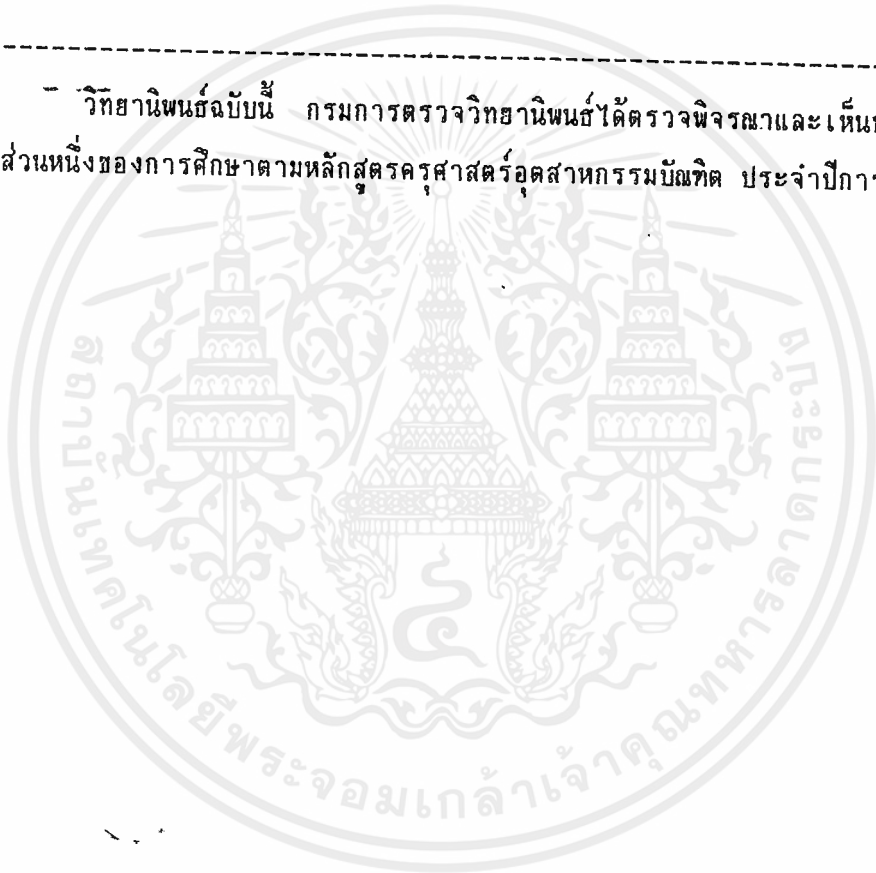 วิทยานิพนธ์ฉบับนี้ กรมการตรวจวิทยานิพนธ์ได้ตรวจพิจรณาและเห็น
ส่วนหนึ่งของการศึกษาตามหลักสูตรครุศาสตร์อุตสาหกรรมบัณฑิต ประจำปีการ
สถาบันเทคโนโลยีพระจอมเกล้าเจ้าคุณทหารลาดกระบัง